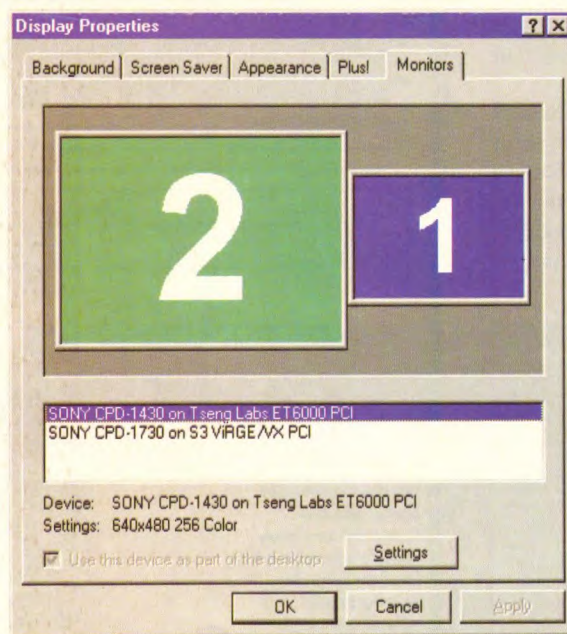 Display Properties
? ×
Background
Screen Saver
Appearance
Plus!
Monitors
2
1
SONY CPD-1430 on Tseng Labs ET6000 PCI
SONY CPD-1730 on S3 ViRGE/VX PCI
Device: SONY CPD-1430 on Tseng Labs ET6000 PCI
Settings: 640x480 256 Color
Use this device as part of the desktop
Settings
OK
Cancel
Apply